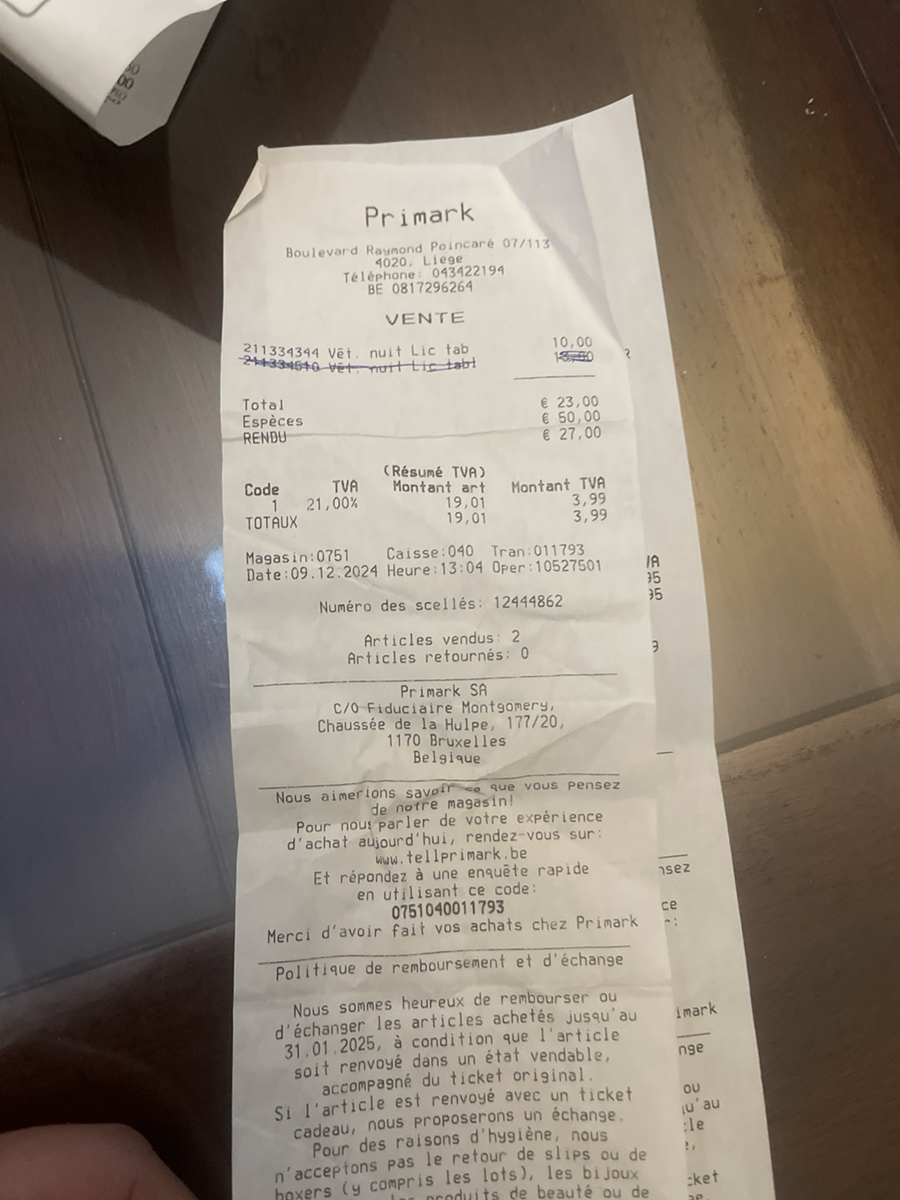 Primark
Boulevard Raymond Poincaré 07/113
4020, Liege
Téléphone: 043422194
BE 0817296264
VENTE
211334344 Vêt. nuit Lic tab 10,00
Vêt. nuit Lic tab
Total € 23,00
Espèces € 50,00
RENDU € 27,00
(Résumé TVA)
Code TVA Montant art Montant TVA
1 21,00% 19,01 3,99
TOTAUX 19,01 3,99
Magasin:0751 Caisse:040 Tran:011793
Date:09.12.2024 Heure:13:04 Oper:10527501
Numéro des scellés: 12444862
Articles vendus: 2
Articles retournés: 0
Primark SA
C/O Fiduciaire Montgomery,
Chaussée de la Hulpe, 177/20,
1170 Bruxelles
Belgique
Nous aimerions savoir ce que vous pensez
de notre magasin!
Pour nous parler de votre expérience
d'achat aujourd'hui, rendez-vous sur:
www.tellprimark.be
Et répondez à une enquête rapide
en utilisant ce code:
0751040011793
Merci d'avoir fait vos achats chez Primark
Politique de remboursement et d'échange
Nous sommes heureux de rembourser ou
d'échanger les articles achetés jusqu'au
31.01.2025, à condition que l'article
soit renvoyé dans un état vendable,
accompagné du ticket original.
Si l'article est renvoyé avec un ticket
cadeau, nous proposerons un échange.
Pour des raisons d'hygiène, nous
n'acceptons pas le retour de slips ou de
boxers (y compris les lots), les bijoux
produits de beauté ou de